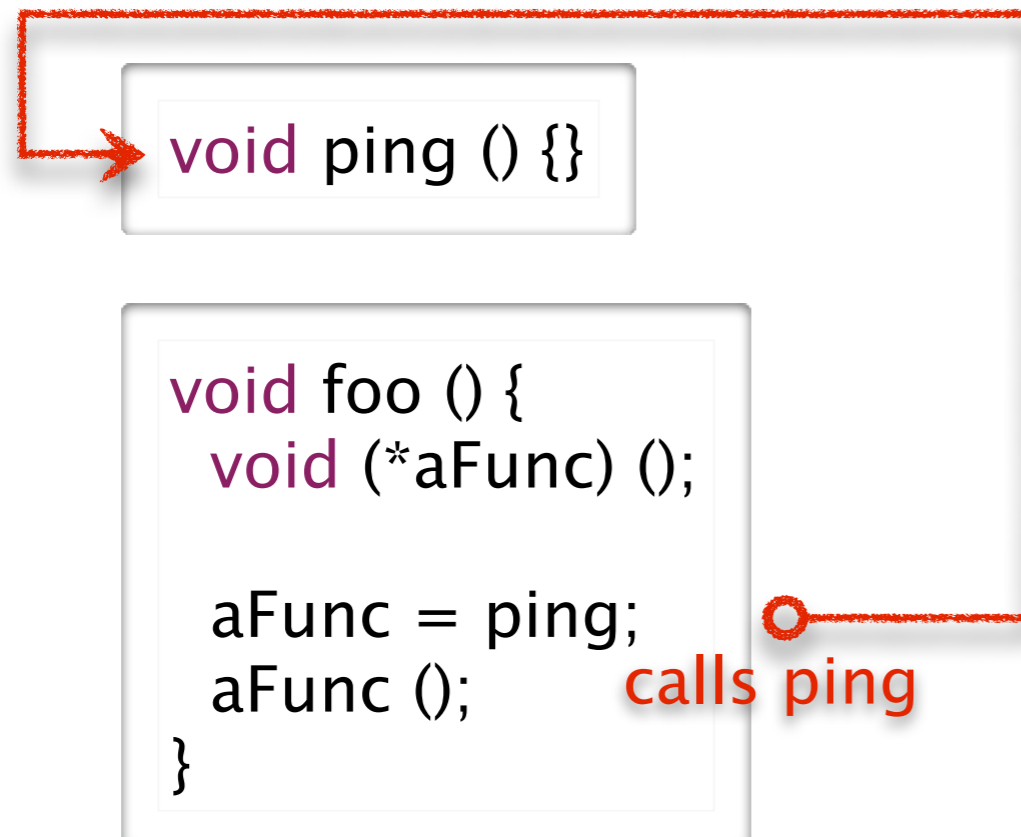 void ping () {}
void foo () {
void (*aFunc) ();
aFunc = ping;
aFunc ();
calls ping
}